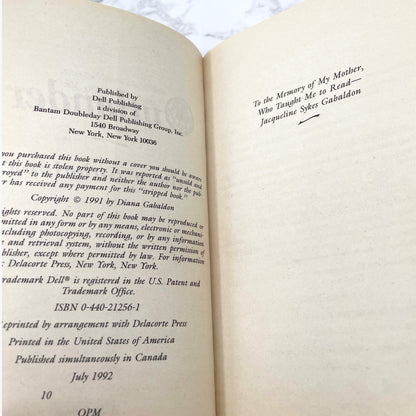 Published by
Dell Publishing
a division of
Bantam Doubleday Dell Publishing Group, Inc.
1540 Broadway
New York, New York 10036
you purchased this book without a cover you should be aware
t this book is stolen property. It was reported as "unsold and
royed" to the publisher and neither the author nor the pub-
er has received any payment for this "stripped book."
Copyright © 1991 by Diana Gabaldon
ights reserved. No part of this book may be reproduced or
mitted in any form or by any means, electronic or mechani-
cluding photocopying, recording, or by any information
e and retrieval system, without the written permission of
blisher, except where permitted by law. For information
Delacorte Press, New York, New York.
rademark Dell® is registered in the U.S. Patent and
Trademark Office.
ISBN 0-440-21256-1
Reprinted by arrangement with Delacorte Press
Printed in the United States of America
Published simultaneously in Canada
July 1992
10
OPM
To the Memory of My Mother,
Who Taught Me to Read—
Jacqueline Sykes Gabaldon